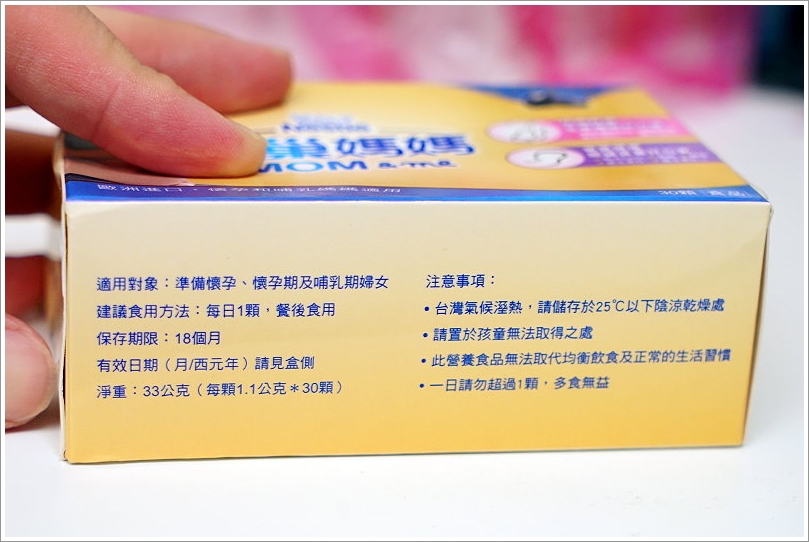 巢媽媽
MOM & me
歐洲進口，懷孕和哺乳媽媽適用
30顆 食品
適用對象：準備懷孕、懷孕期及哺乳期婦女
建議食用方法：每日1顆，餐後食用
保存期限：18個月
有效日期（月/西元年）請見盒側
淨重：33公克（每顆1.1公克＊30顆）
注意事項：
• 台灣氣候溼熱，請儲存於25℃以下陰涼乾燥處
• 請置於孩童無法取得之處
• 此營養食品無法取代均衡飲食及正常的生活習慣
• 一日請勿超過1顆，多食無益